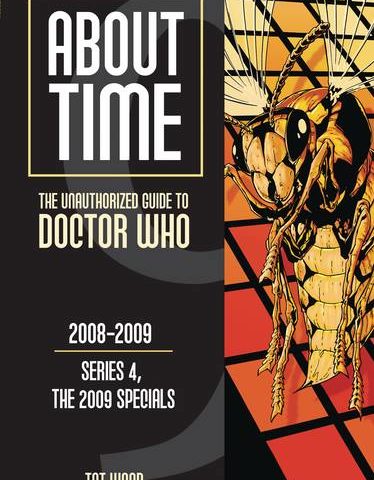 ABOUT
TIME
THE UNAUTHORIZED GUIDE TO
DOCTOR WHO
2008-2009
SERIES 4,
THE 2009 SPECIALS